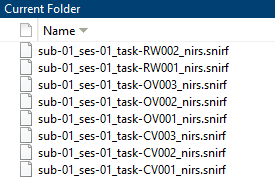 Current Folder
Name
sub-01_ses-01_task-RW002_nirs.snirf
sub-01_ses-01_task-RW001_nirs.snirf
sub-01_ses-01_task-OV003_nirs.snirf
sub-01_ses-01_task-OV002_nirs.snirf
sub-01_ses-01_task-OV001_nirs.snirf
sub-01_ses-01_task-CV003_nirs.snirf
sub-01_ses-01_task-CV002_nirs.snirf
sub-01_ses-01_task-CV001_nirs.snirf